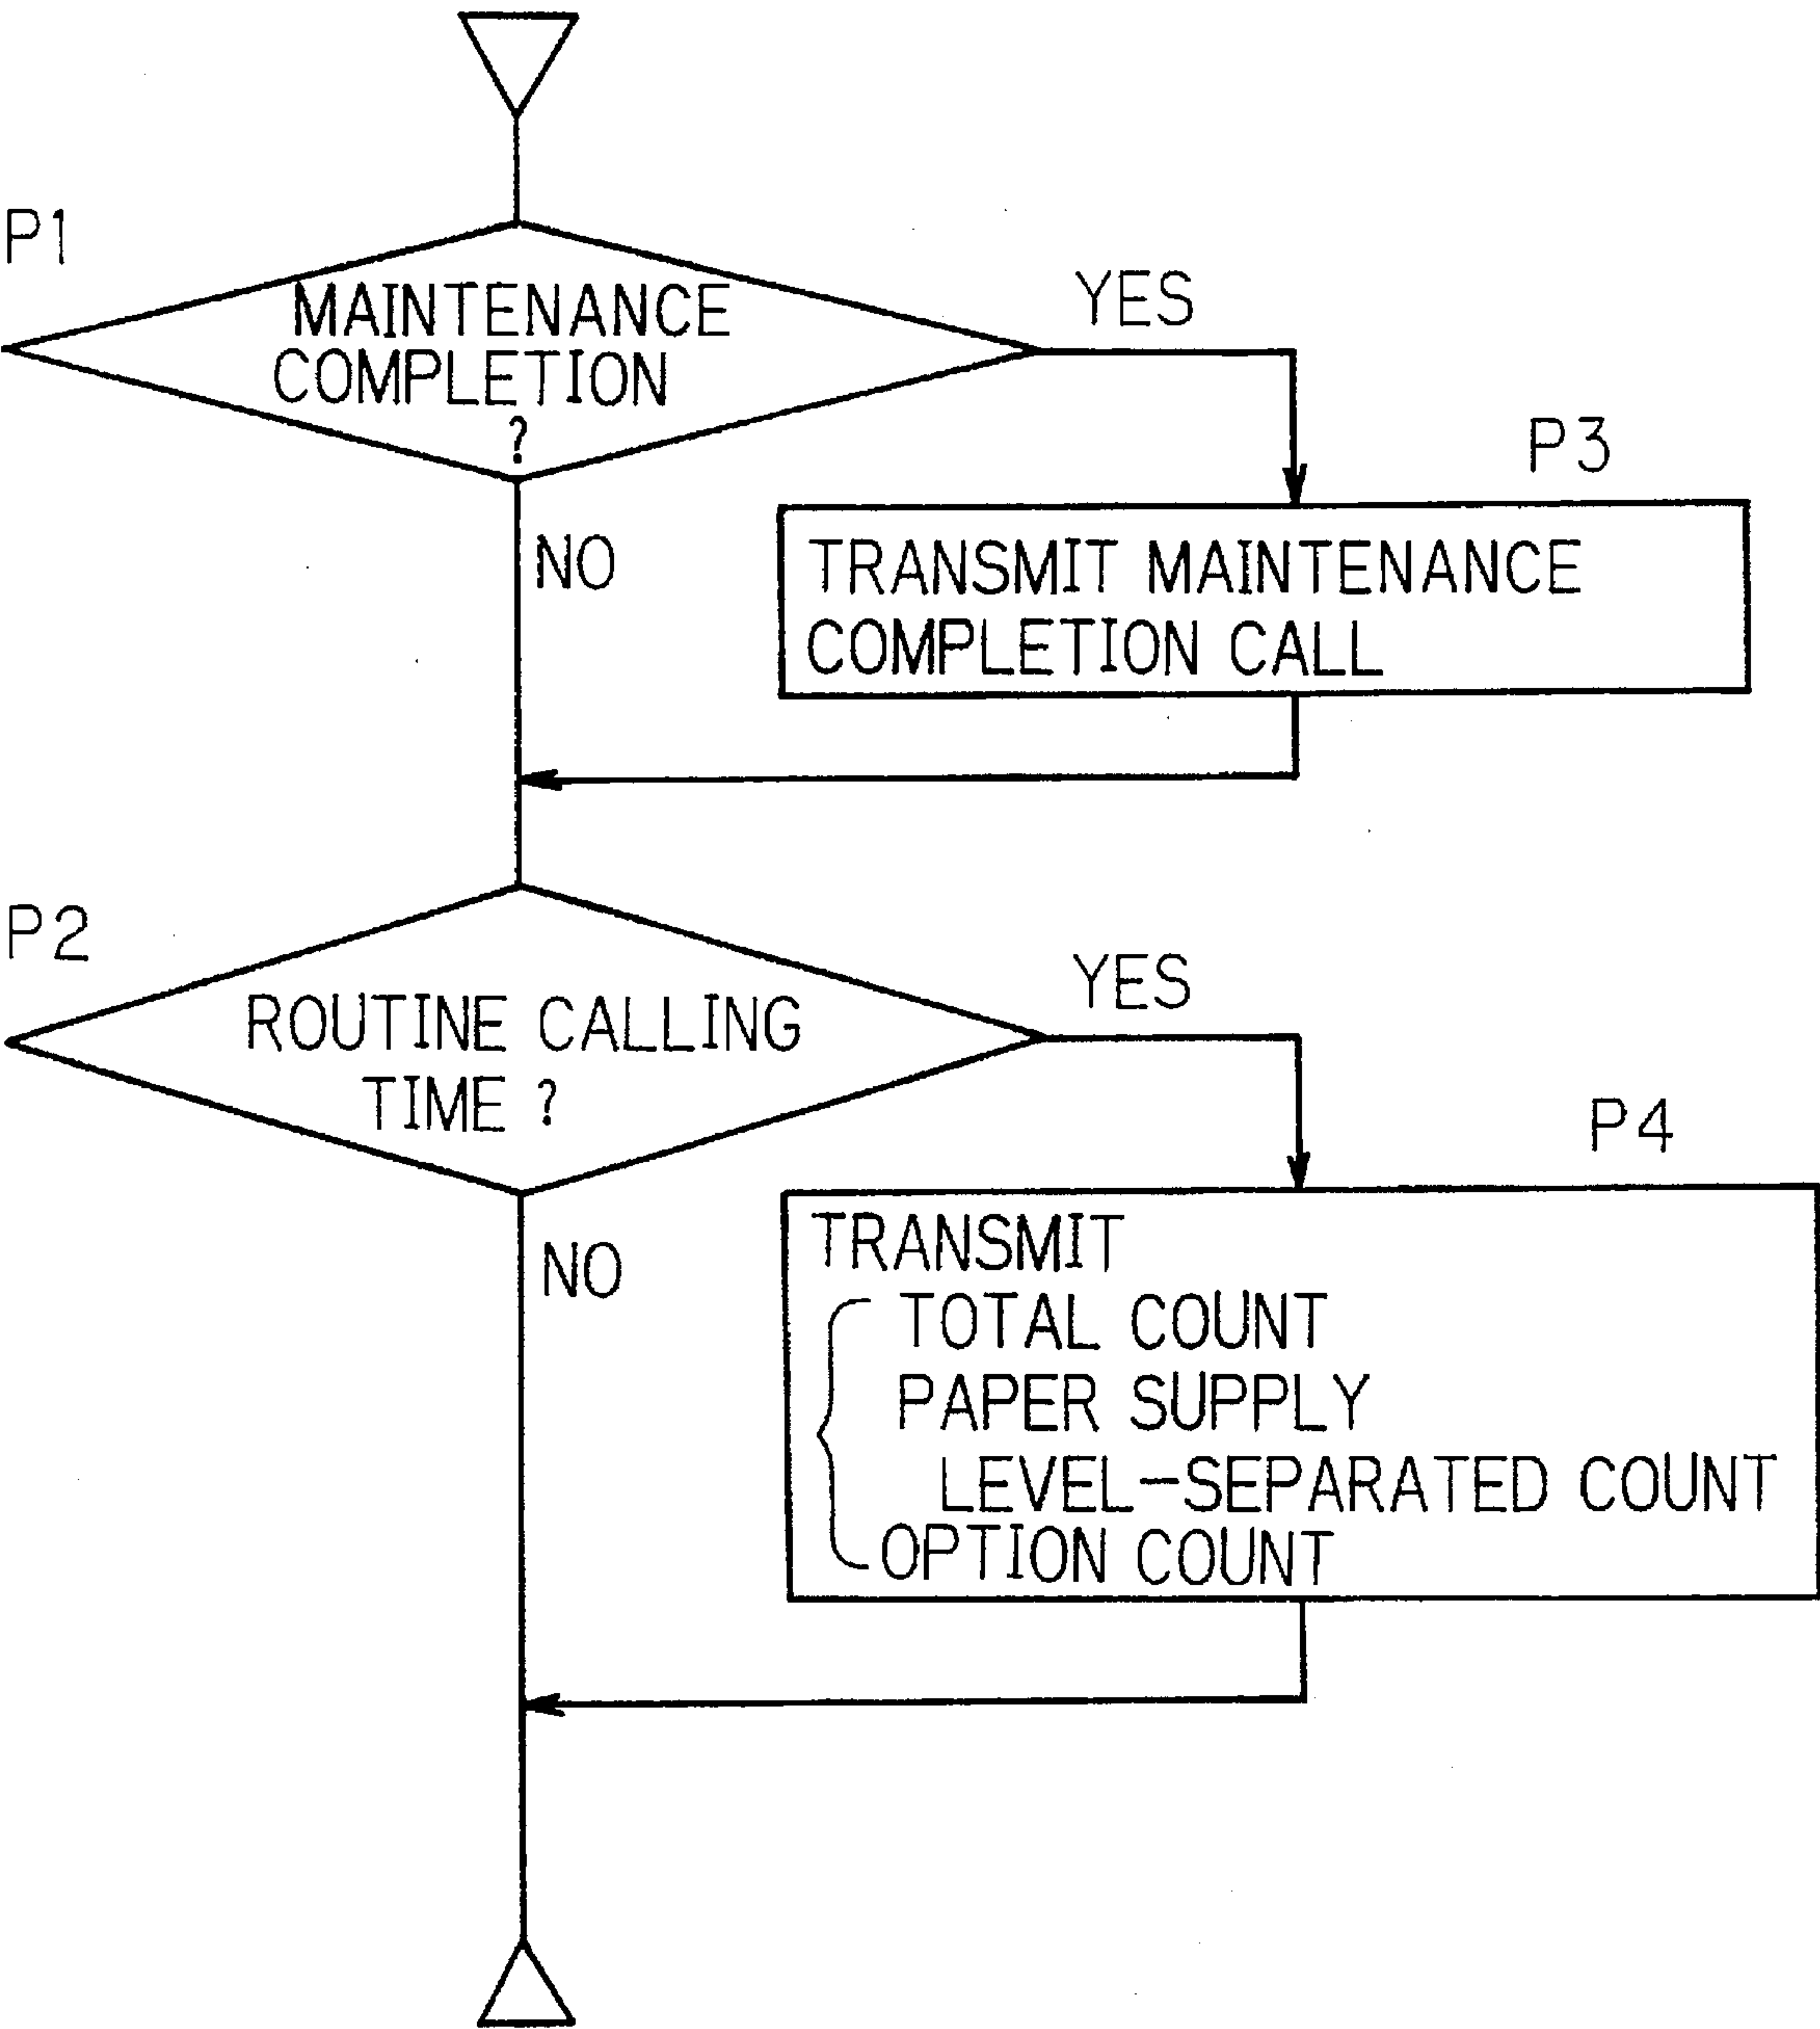 P1
MAINTENANCE
COMPLETION
?
YES
NO
P3
TRANSMIT MAINTENANCE
COMPLETION CALL
P2
ROUTINE CALLING
TIME ?
YES
NO
P4
TRANSMIT
TOTAL COUNT
PAPER SUPPLY
LEVEL-SEPARATED COUNT
OPTION COUNT